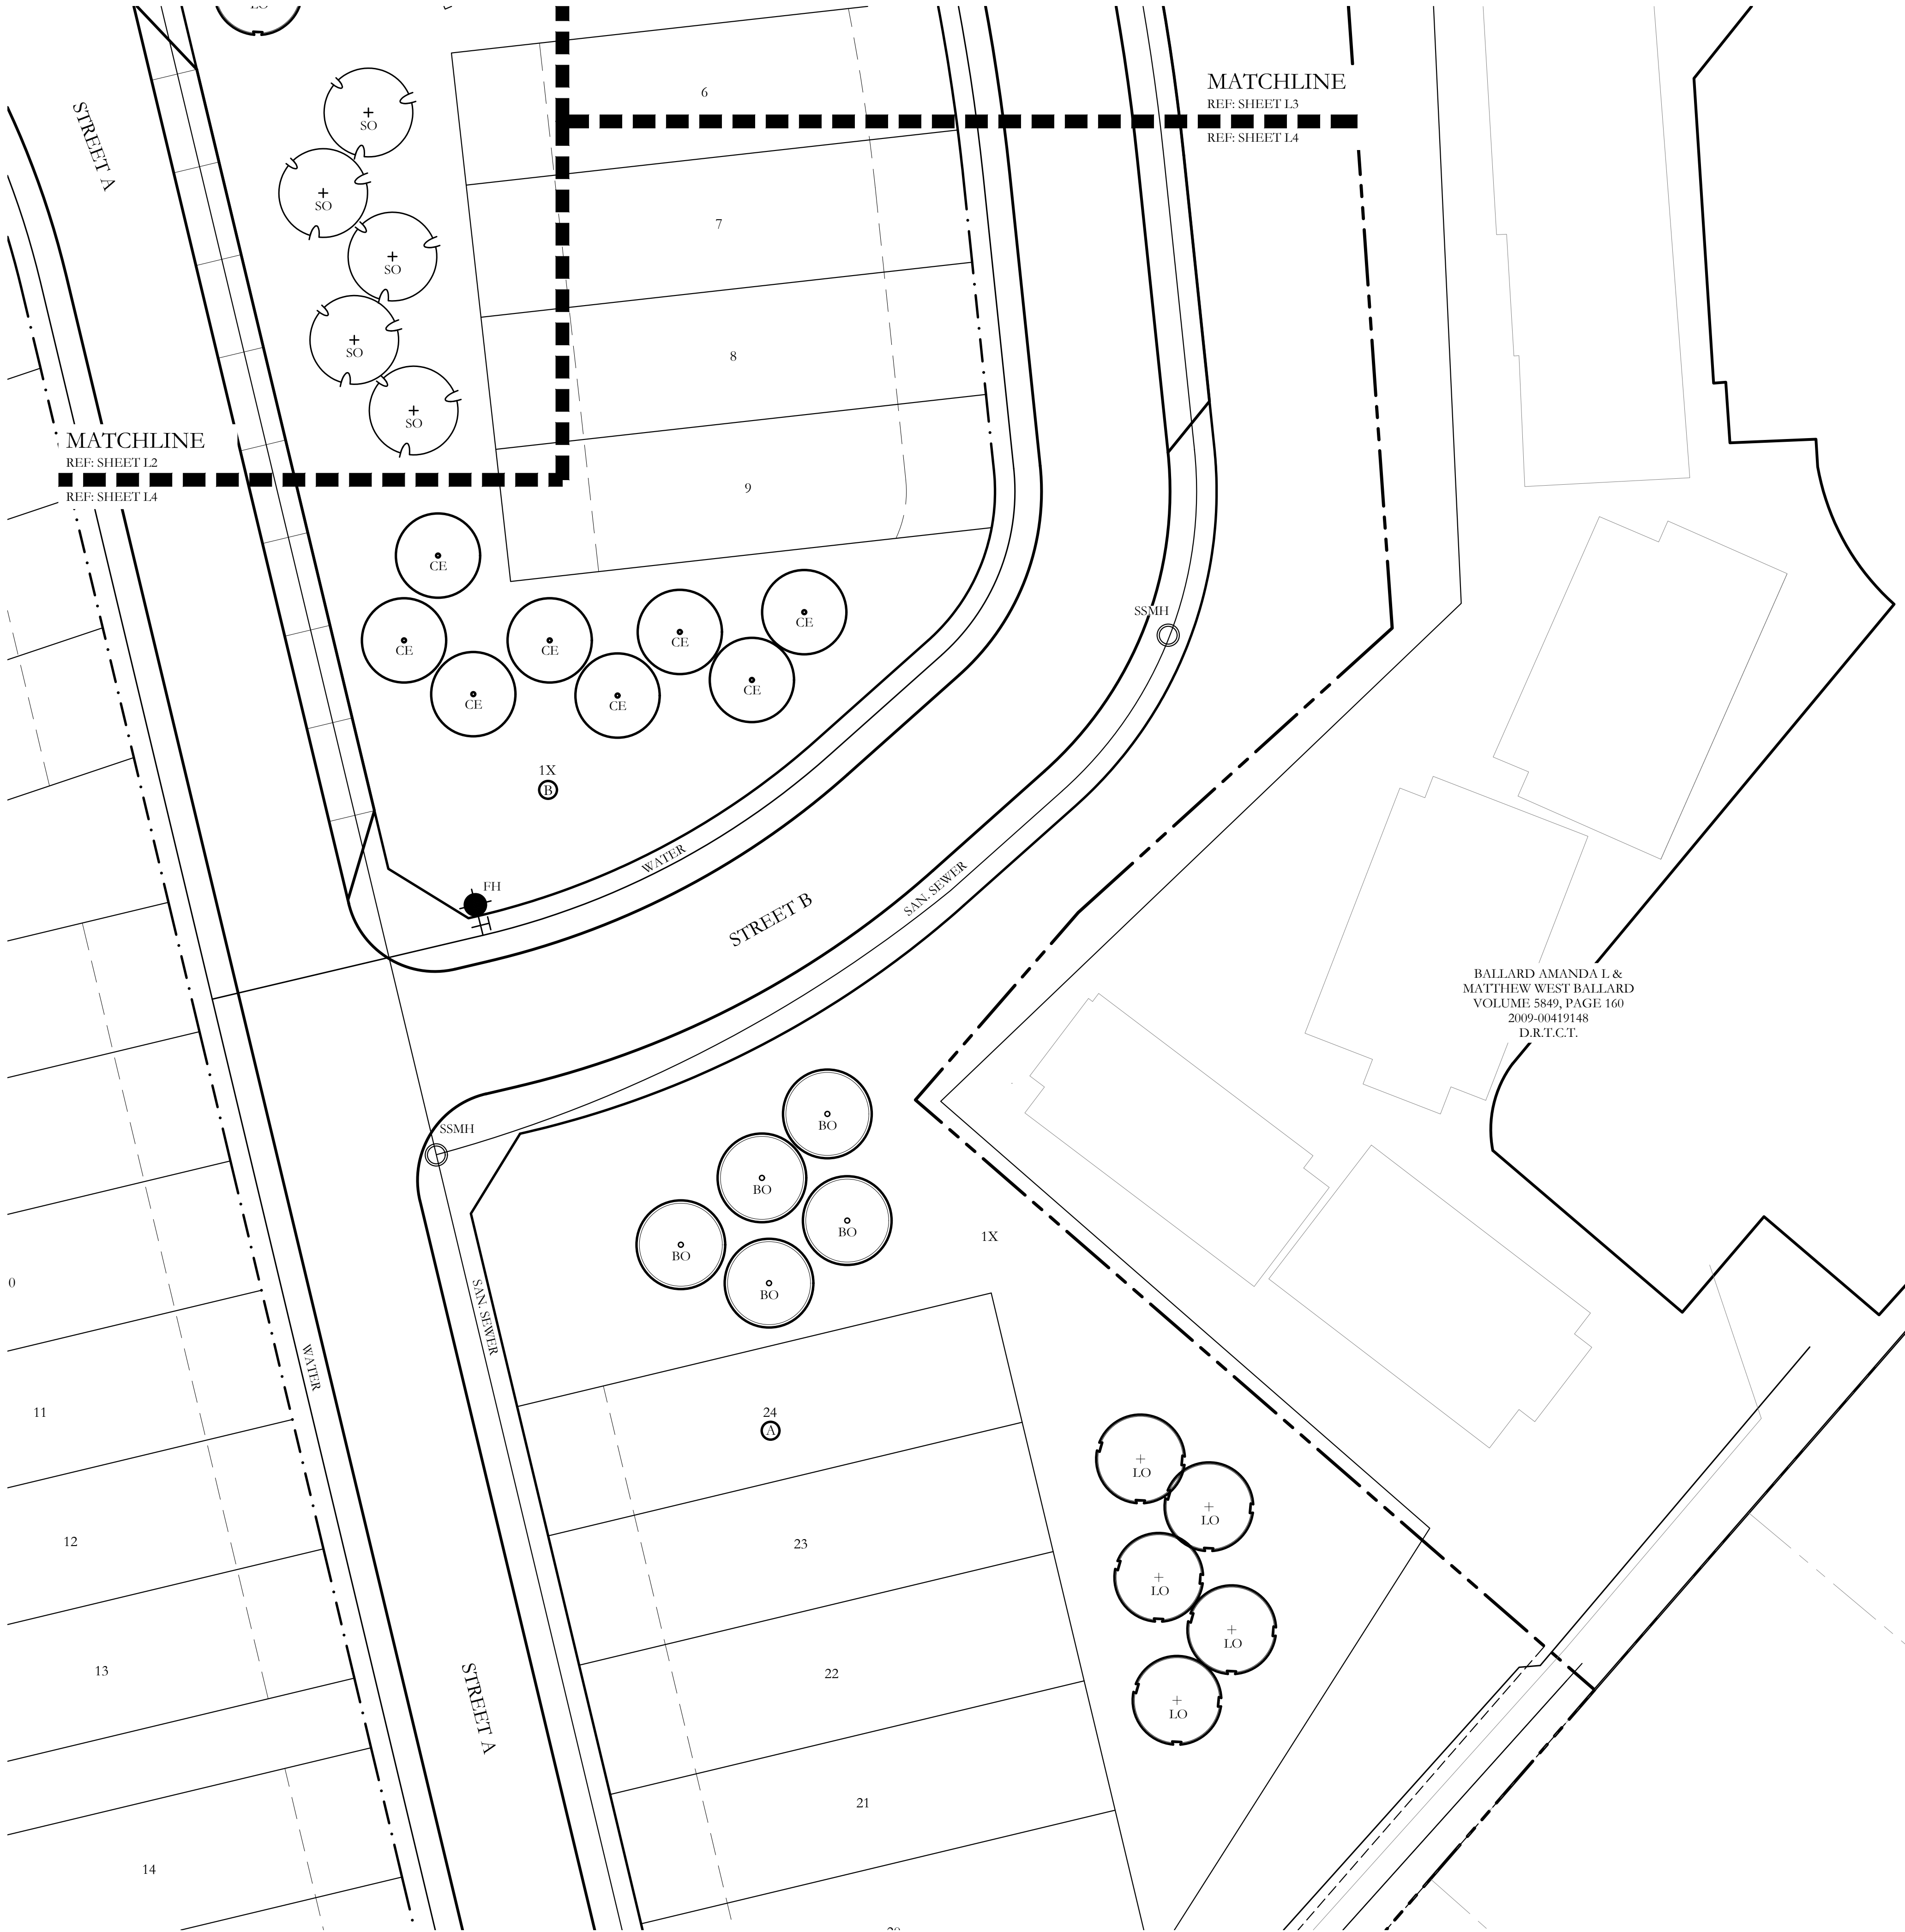 LO
STREET A
SO
SO
SO
SO
SO
6
MATCHLINE
REF: SHEET L3
REF: SHEET L4
7
8
9
MATCHLINE
REF: SHEET L2
REF: SHEET L4
CE
CE
CE
CE
CE
CE
CE
CE
SSMH
1X
B
FH
WATER
STREET B
SAN. SEWER
BALLARD AMANDA L &
MATTHEW WEST BALLARD
VOLUME 5849, PAGE 160
2009-00419148
D.R.T.C.T.
SSMH
BO
BO
BO
BO
BO
1X
0
SAN. SEWER
WATER
11
24
A
12
23
13
22
STREET A
21
14
LO
LO
LO
LO
LO